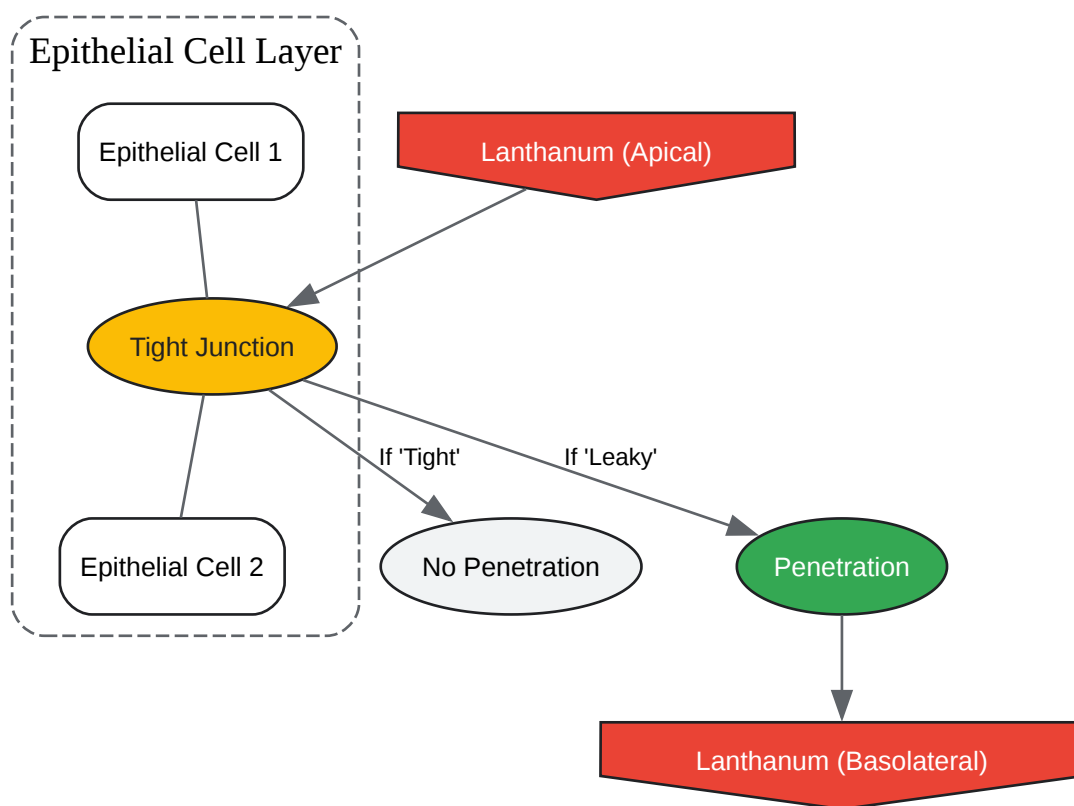 Epithelial Cell Layer
Epithelial Cell 1
Lanthanum (Apical)
Tight Junction
If 'Tight'
If 'Leaky'
Epithelial Cell 2
No Penetration
Penetration
Lanthanum (Basolateral)